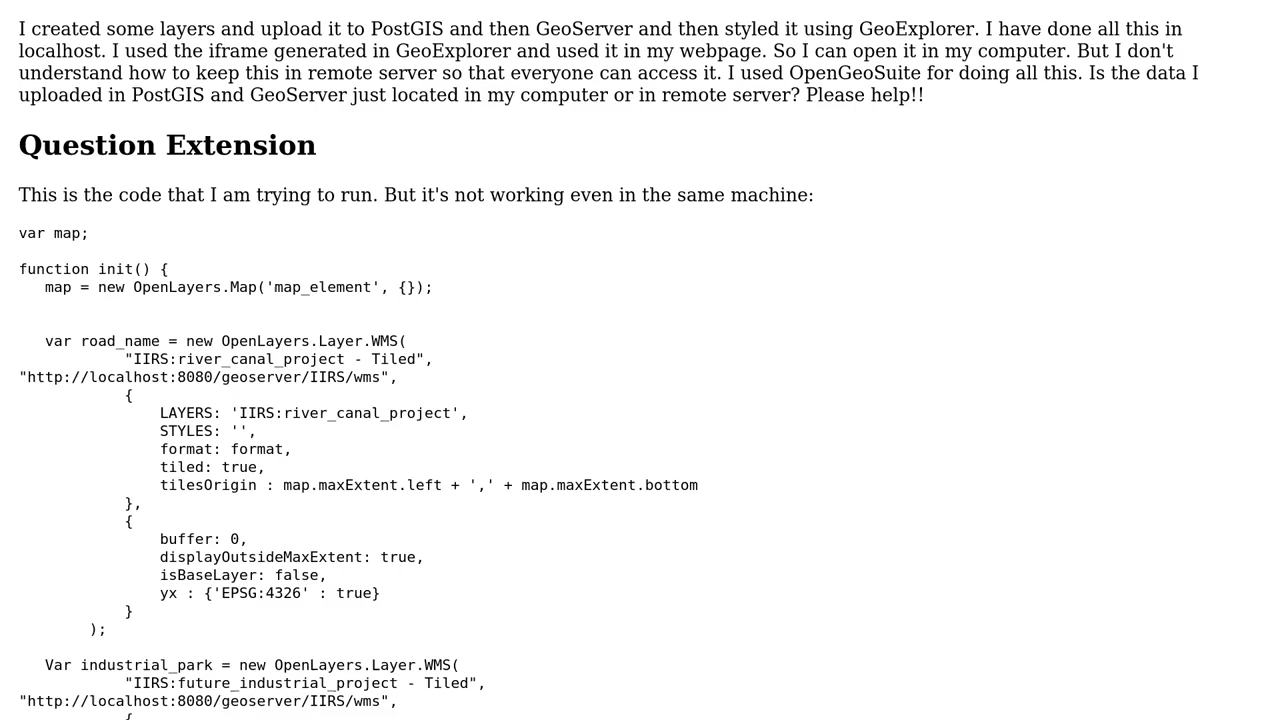 I created some layers and upload it to PostGIS and then GeoServer and then styled it using GeoExplorer. I have done all this in
localhost. I used the iframe generated in GeoExplorer and used it in my webpage. So I can open it in my computer. But I don't
understand how to keep this in remote server so that everyone can access it. I used OpenGeoSuite for doing all this. Is the data I
uploaded in PostGIS and GeoServer just located in my computer or in remote server? Please help!!
Question Extension
This is the code that I am trying to run. But it's not working even in the same machine:
var map;
function init() {
   map = new OpenLayers.Map('map_element', {});
   var road_name = new OpenLayers.Layer.WMS(
            "IIRS:river_canal_project - Tiled",
"http://localhost:8080/geoserver/IIRS/wms",
            {
                LAYERS: 'IIRS:river_canal_project',
                STYLES: '',
                format: format,
                tiled: true,
                tilesOrigin : map.maxExtent.left + ',' + map.maxExtent.bottom
            },
            {
                buffer: 0,
                displayOutsideMaxExtent: true,
                isBaseLayer: false,
                yx : {'EPSG:4326' : true}
            }
        );
   Var industrial_park = new OpenLayers.Layer.WMS(
            "IIRS:future_industrial_project - Tiled",
"http://localhost:8080/geoserver/IIRS/wms",
            {